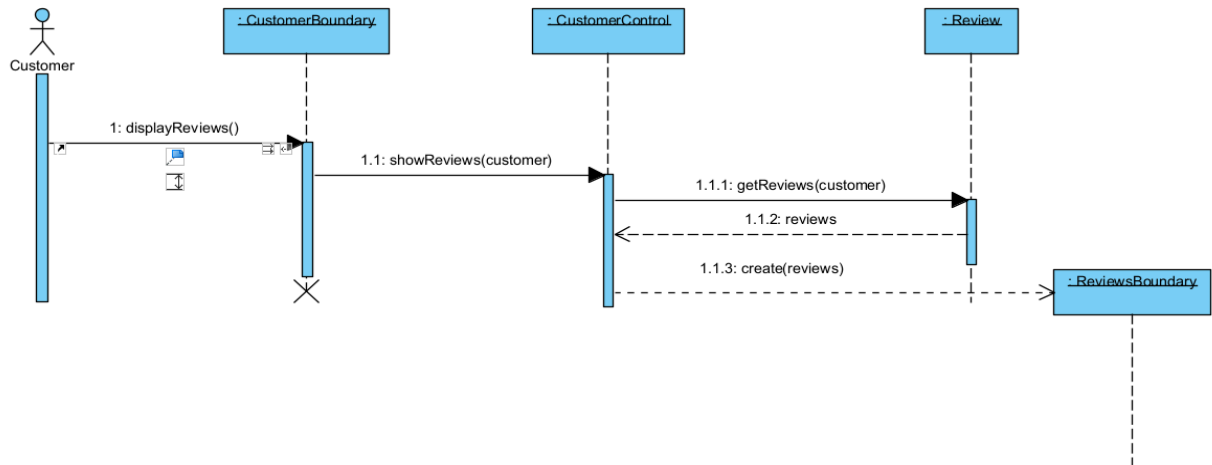 : CustomerBoundary
: CustomerControl
: Review
Customer
1: displayReviews()
1.1: showReviews(customer)
1.1.1: getReviews(customer)
1.1.2: reviews
1.1.3: create(reviews)
: ReviewsBoundary